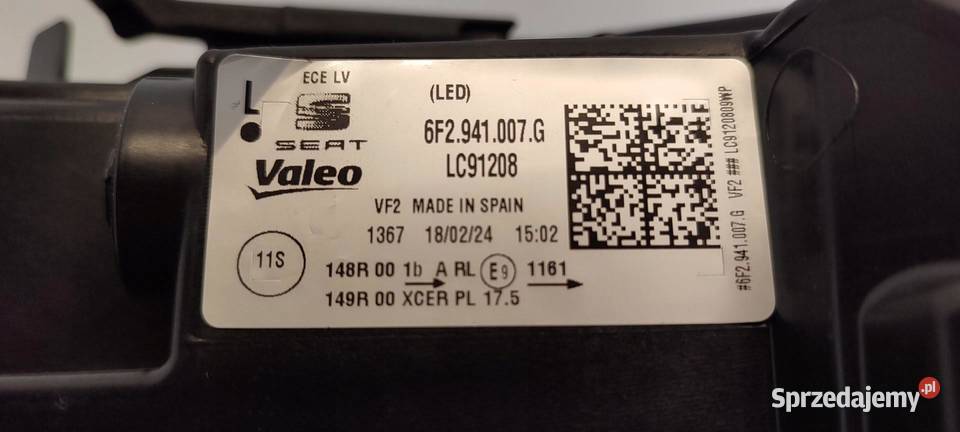 ECE LV
L
SEAT
Valeo
(LED)
6F2.941.007.G
LC91208
VF2 MADE IN SPAIN
1367 18/02/24 15:02
11S
148R 00 1b A RL E9 1161
149R 00 XCER PL 17.5
#6F2.941.007.G VF2 ### LC9120809WP
Sprzedajemy.pl